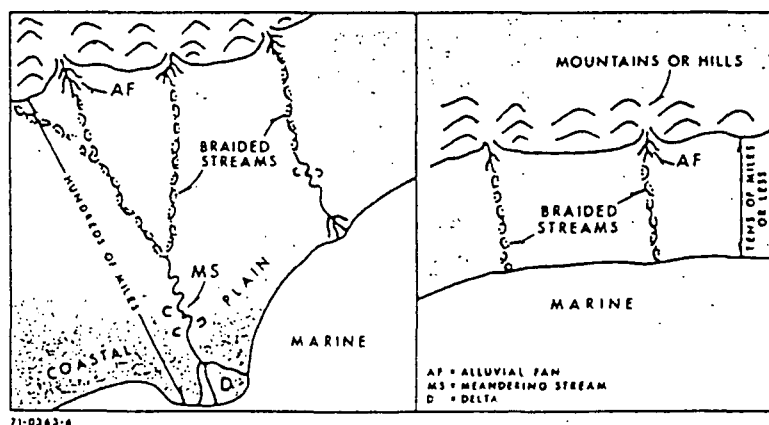 AF
BRAIDED
STREAMS
HUNDREDS OF MILES
MS
PLAIN
COASTAL
D
MARINE
71-0363-4
MOUNTAINS OR HILLS
AF
BRAIDED
STREAMS
TENS OF MILES
OR LESS
MARINE
AF = ALLUVIAL FAN
MS = MEANDERING STREAM
D = DELTA